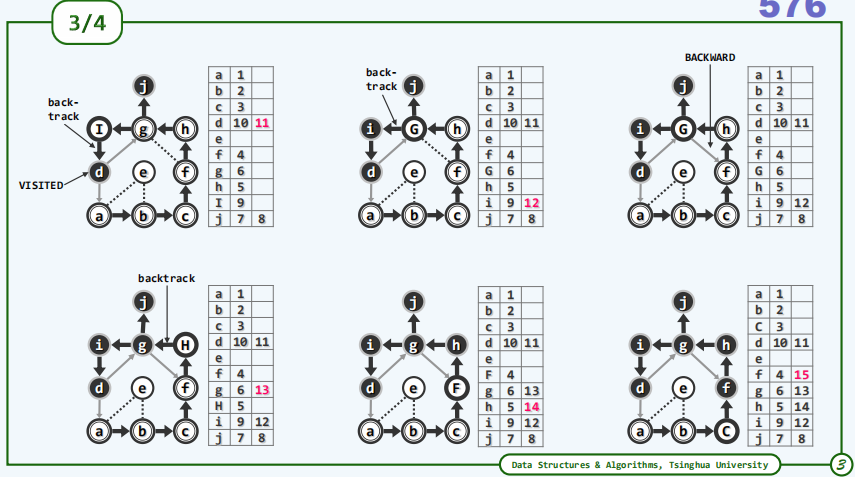 576
3/4
back-
track
VISITED
j
I g h
d e f
a b c
a 1
b 2
c 3
d 10 11
e
f 4
g 6
h 5
I 9
j 7 8
back-
track
j
i G h
d e f
a b c
a 1
b 2
c 3
d 10 11
e
f 4
G 6
h 5
i 9 12
j 7 8
BACKWARD
j
i G h
d e f
a b c
a 1
b 2
c 3
d 10 11
e
f 4
G 6
h 5
i 9 12
j 7 8
backtrack
j
i g H
d e f
a b c
a 1
b 2
c 3
d 10 11
e
f 4
g 6 13
H 5
i 9 12
j 7 8
j
i g h
d e F
a b c
a 1
b 2
c 3
d 10 11
e
F 4
g 6 13
h 5 14
i 9 12
j 7 8
j
i g h
d e f
a b C
a 1
b 2
C 3
d 10 11
e
f 4 15
g 6 13
h 5 14
i 9 12
j 7 8
Data Structures & Algorithms, Tsinghua University
3